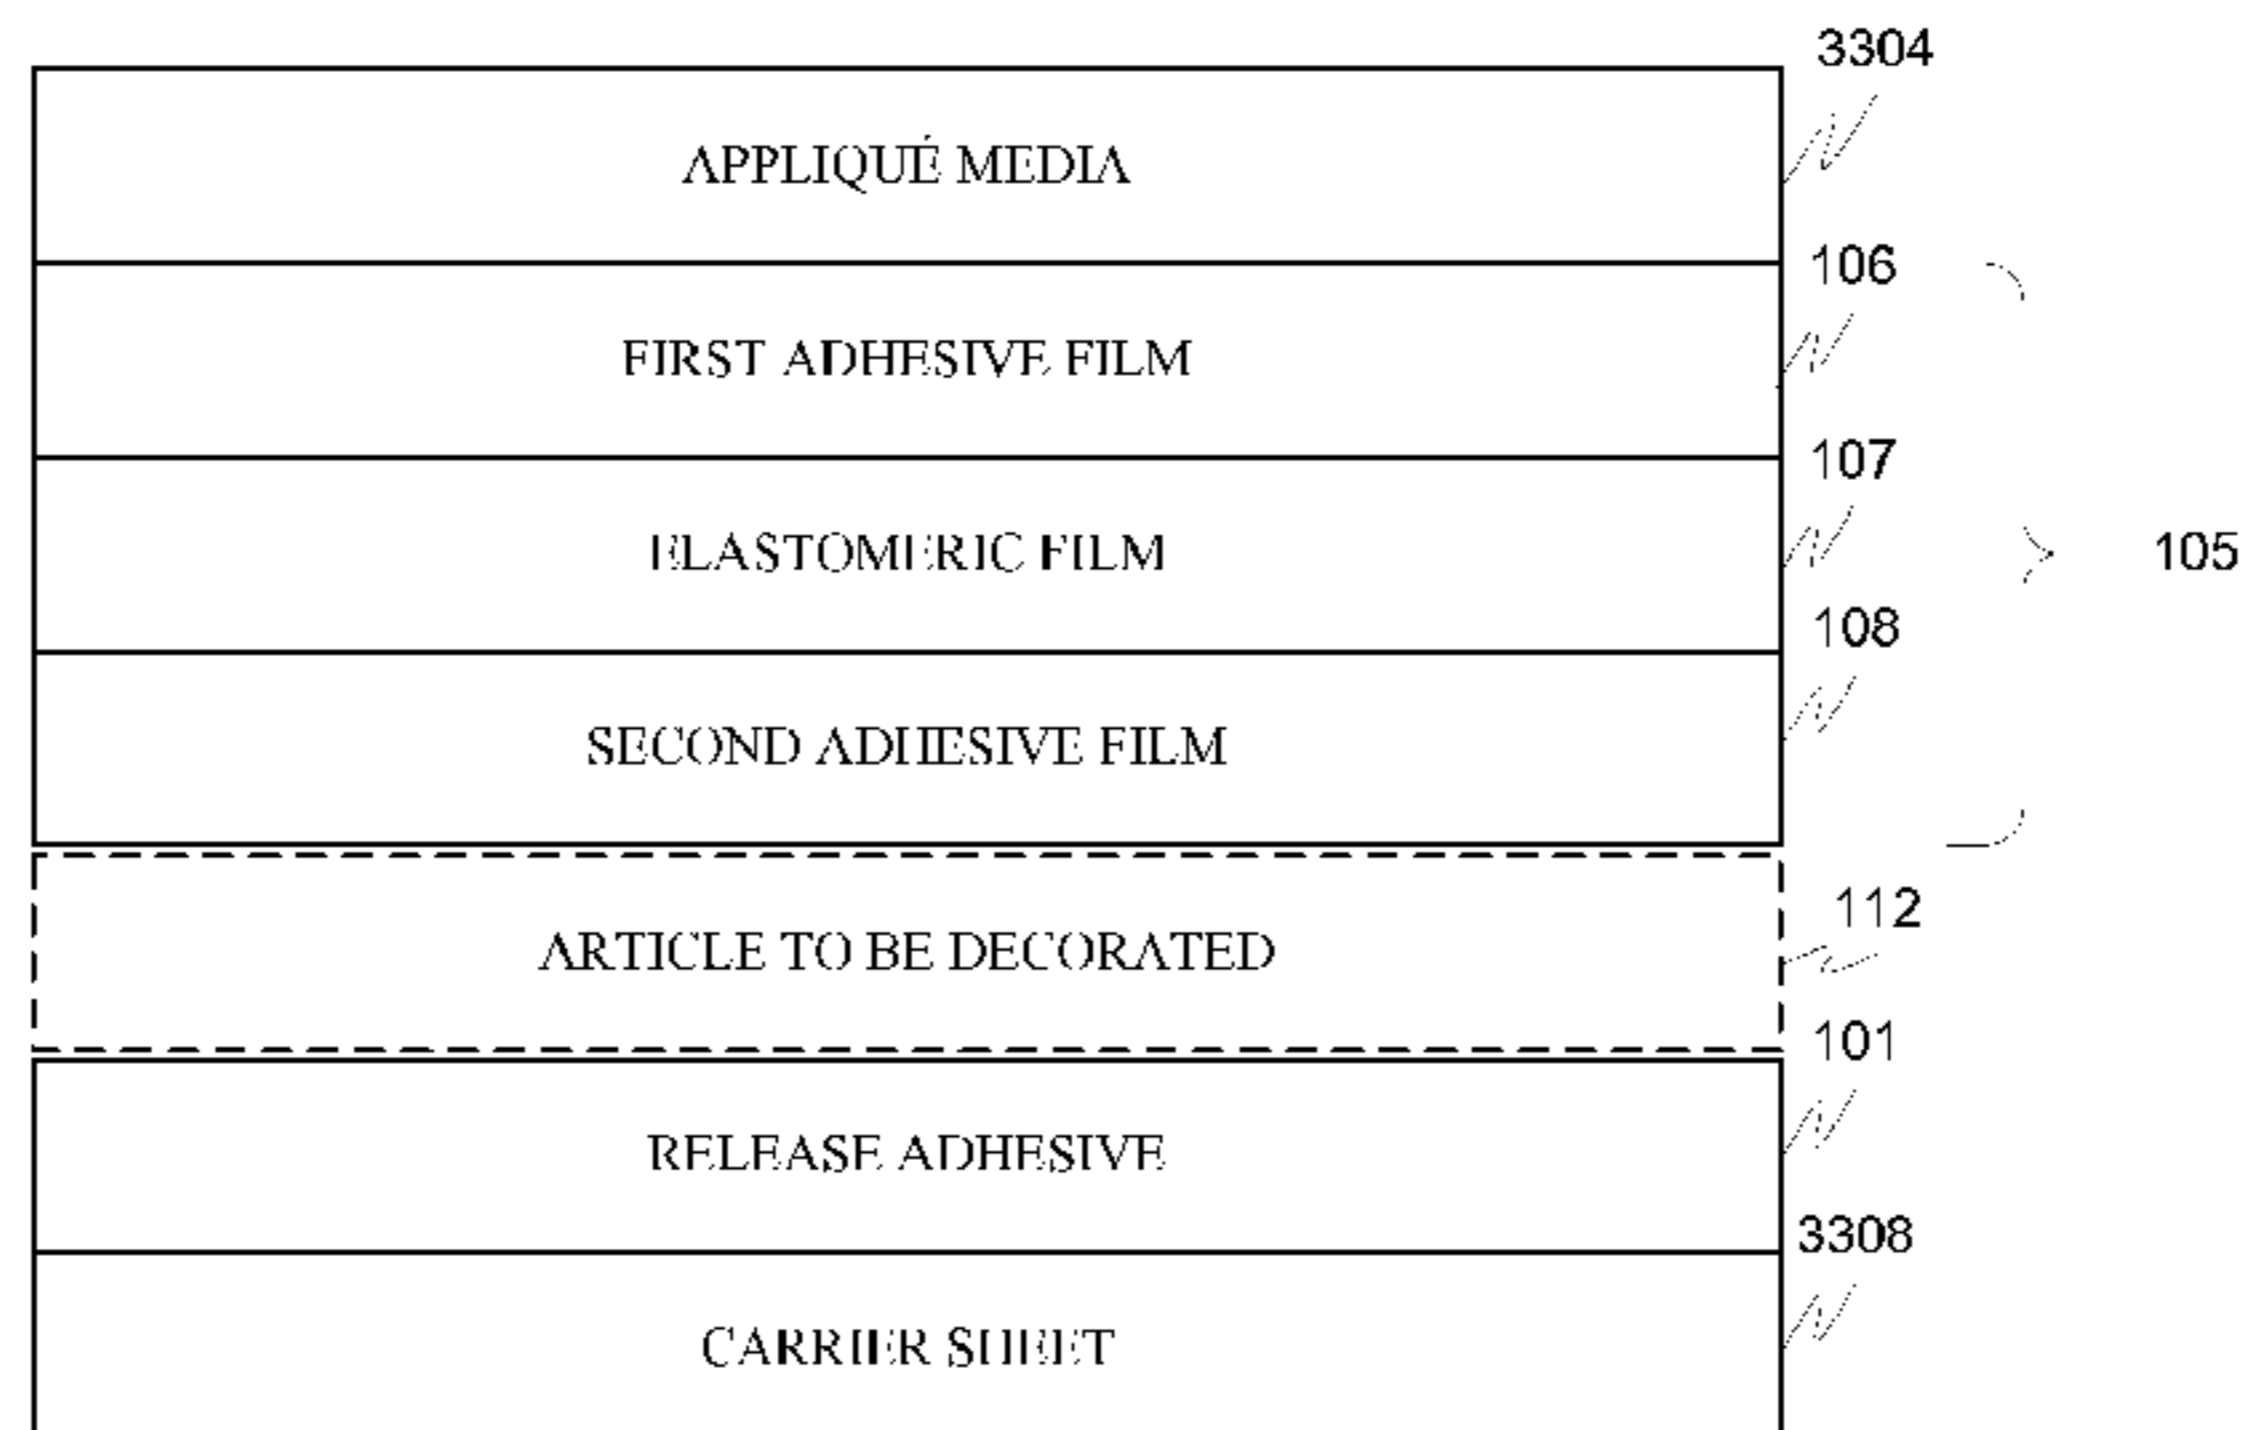 3304
APPLIQUÉ MEDIA
106
FIRST ADHESIVE FILM
107
ELASTOMERIC FILM
105
108
SECOND ADHESIVE FILM
112
ARTICLE TO BE DECORATED
101
RELEASE ADHESIVE
3308
CARRIER SHEET